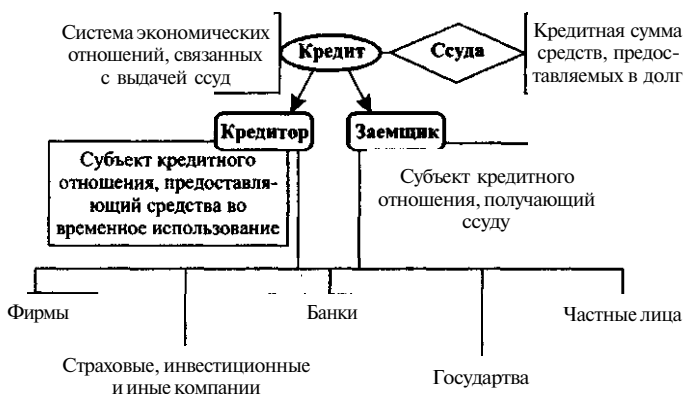 Система экономических
отношений, связанных
с выдачей ссуд
Кредит
Ссуда
Кредитная сумма
средств, предос-
тавляемых в долг
Кредитор
Заемщик
Субъект кредитного
отношения, предоставля-
ющий средства во
временное использование
Субъект кредитного
отношения, получающий
ссуду
Фирмы
Банки
Частные лица
Страховые, инвестиционные
и иные компании
Государтва